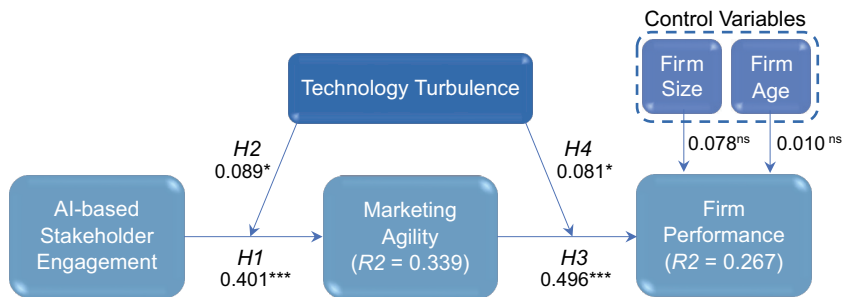 Control Variables
Firm
Size
Firm
Age
Technology Turbulence
0.078ns
0.010 ns
H2
0.089*
H4
0.081*
AI-based
Stakeholder
Engagement
Marketing
Agility
(R2 = 0.339)
Firm
Performance
(R2 = 0.267)
H1
0.401***
H3
0.496***